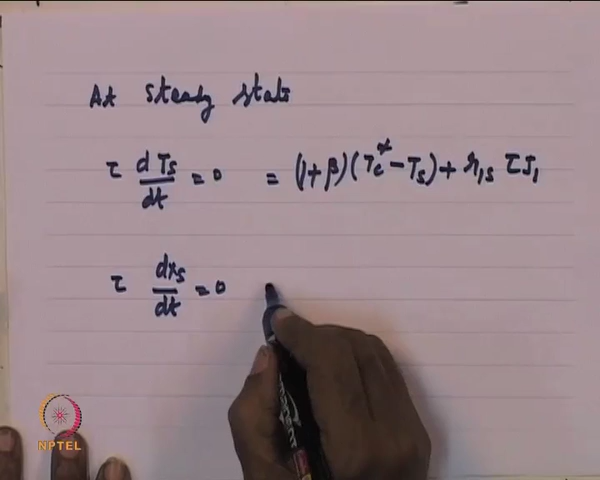 At steady state
τ dTs/dt = 0 = (1+β)(Tc* − Ts) + r1s τ J1
τ dxs/dt = 0
NPTEL